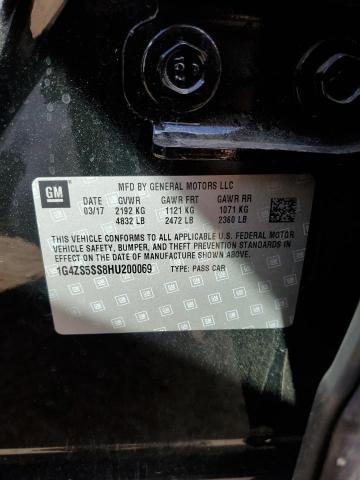 GM
MFD BY GENERAL MOTORS LLC
DATE GVWR GAWR FRT GAWR RR
03/17 2192 KG 1121 KG 1071 KG
4832 LB 2472 LB 2360 LB
THIS VEHICLE CONFORMS TO ALL APPLICABLE U.S. FEDERAL MOTOR
VEHICLE SAFETY, BUMPER, AND THEFT PREVENTION STANDARDS IN
EFFECT ON THE DATE OF MANUFACTURE SHOWN ABOVE.
1G4ZS5SS8HU200069 TYPE: PASS CAR